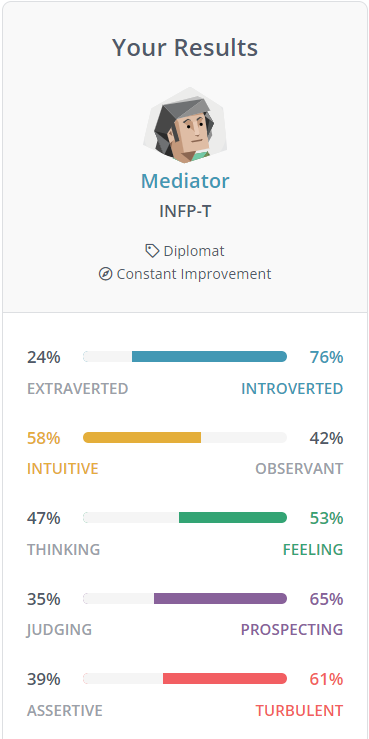 Your Results
Mediator
INFP-T
Diplomat
Constant Improvement
24% 76%
EXTRAVERTED INTROVERTED
58% 42%
INTUITIVE OBSERVANT
47% 53%
THINKING FEELING
35% 65%
JUDGING PROSPECTING
39% 61%
ASSERTIVE TURBULENT